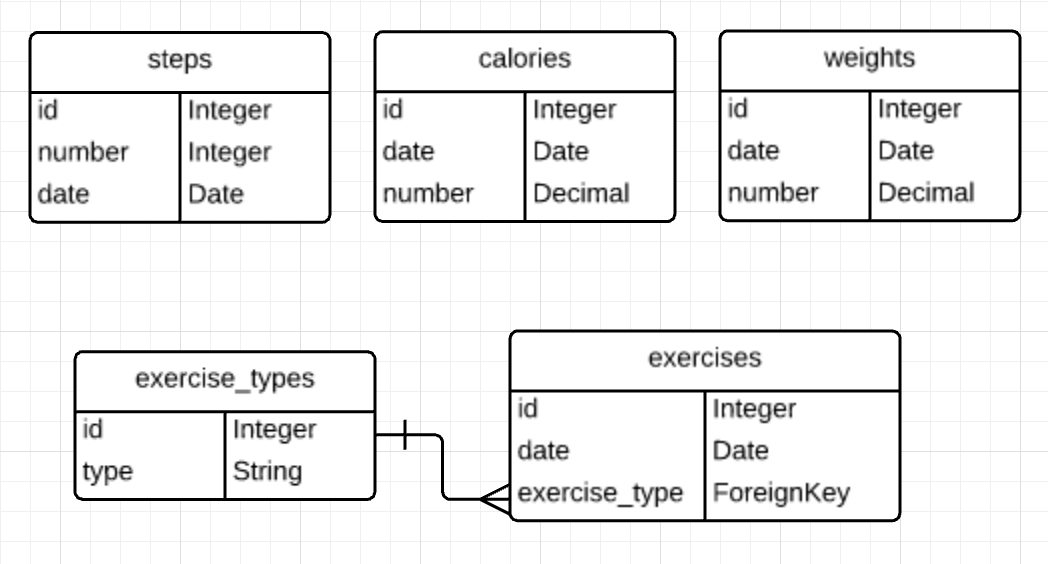 steps
id Integer
number Integer
date Date
calories
id Integer
date Date
number Decimal
weights
id Integer
date Date
number Decimal
exercise_types
id Integer
type String
exercises
id Integer
date Date
exercise_type ForeignKey